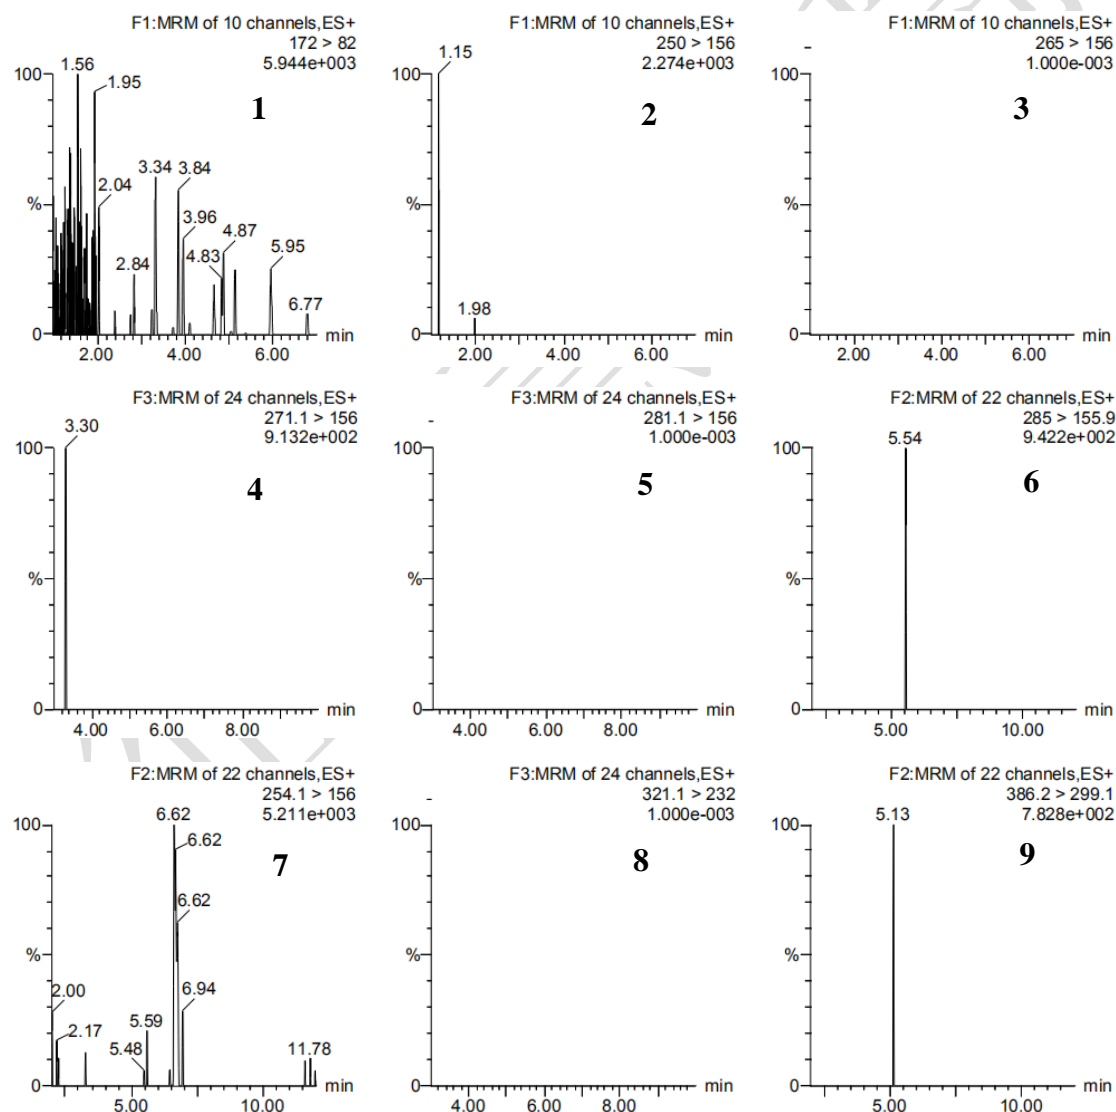 F1:MRM of 10 channels,ES+
172 > 82
5.944e+003
1
100
%
0
1.56
1.95
2.04
2.84
3.34
3.84
3.96
4.83
4.87
5.95
6.77
2.00 4.00 6.00 min
F1:MRM of 10 channels,ES+
250 > 156
2.274e+003
2
100
%
0
1.15
1.98
2.00 4.00 6.00 min
F1:MRM of 10 channels,ES+
265 > 156
1.000e-003
3
100
%
0
2.00 4.00 6.00 min
F3:MRM of 24 channels,ES+
271.1 > 156
9.132e+002
4
100
%
0
3.30
4.00 6.00 8.00 min
F3:MRM of 24 channels,ES+
281.1 > 156
1.000e-003
5
100
%
0
4.00 6.00 8.00 min
F2:MRM of 22 channels,ES+
285 > 155.9
9.422e+002
6
100
%
0
5.54
5.00 10.00 min
F2:MRM of 22 channels,ES+
254.1 > 156
5.211e+003
7
100
%
0
6.62
6.62
6.62
6.94
2.00
2.17
5.59
5.48
11.78
5.00 10.00 min
F3:MRM of 24 channels,ES+
321.1 > 232
1.000e-003
8
100
%
0
4.00 6.00 8.00 min
F2:MRM of 22 channels,ES+
386.2 > 299.1
7.828e+002
9
100
%
0
5.13
5.00 10.00 min